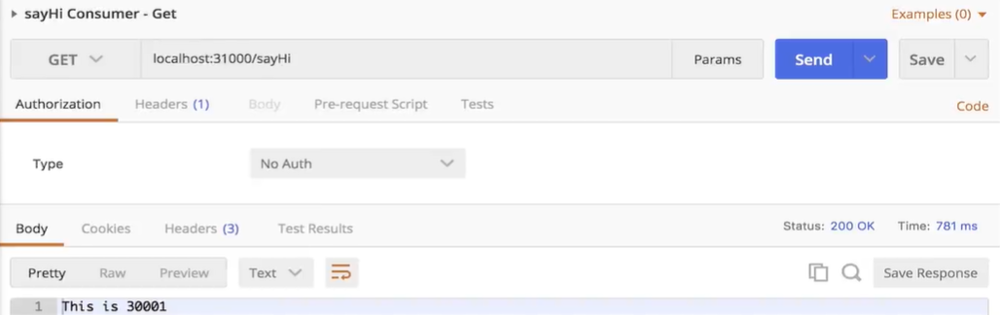 sayHi Consumer - Get Examples (0)
GET localhost:31000/sayHi Params Send Save
Authorization Headers (1) Body Pre-request Script Tests Code
Type No Auth
Body Cookies Headers (3) Test Results Status: 200 OK Time: 781 ms
Pretty Raw Preview Text Save Response
1 This is 30001